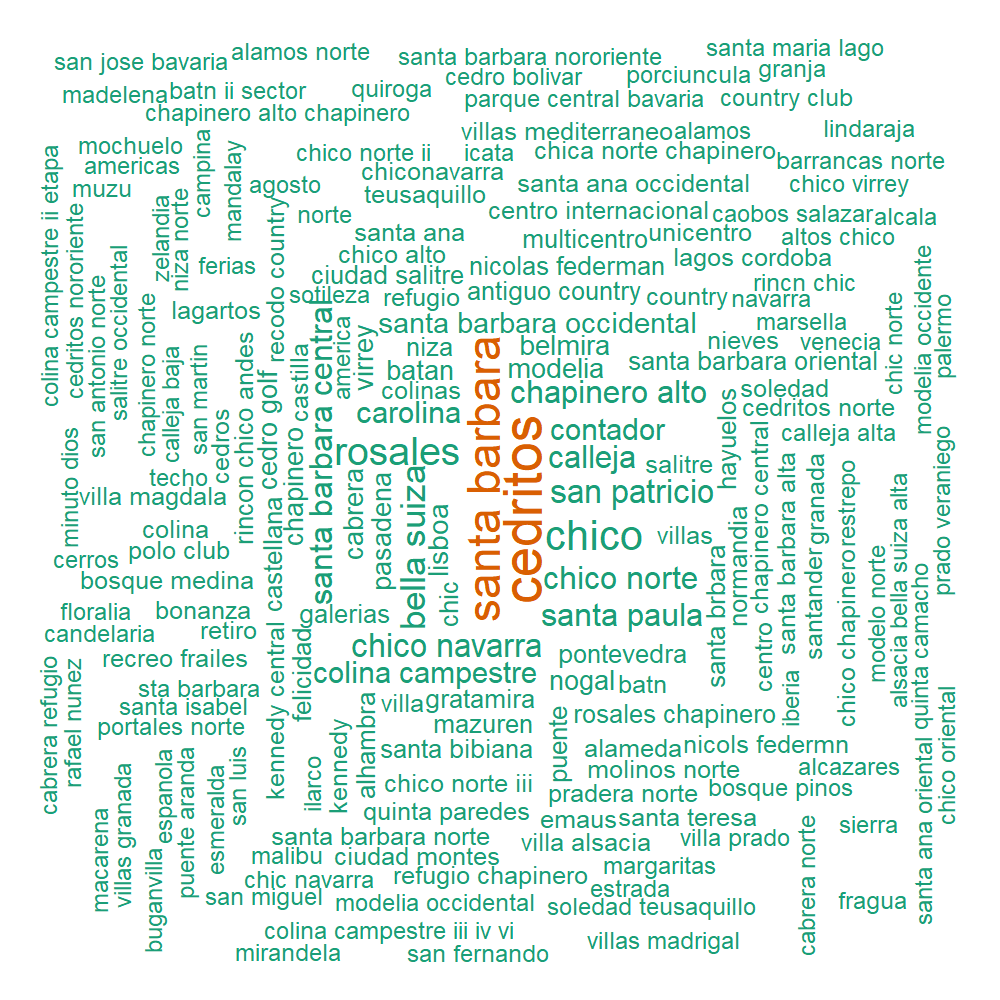 san jose bavaria
alamos norte
santa barbara nororiente
santa maria lago
cedro bolivar
porciuncula
granja
madelena
batn ii sector
quiroga
parque central bavaria
country club
chapinero alto chapinero
villas mediterraneo
alamos
lindaraja
mochuelo
chico norte ii
icata
chica norte chapinero
barrancas norte
americas
campina
mandalay
chiconavarra
muzu
agosto
teusaquillo
santa ana occidental
chico virrey
colina campestre ii etapa
cedritos nororiente
zelandia
niza norte
norte
centro internacional
caobos salazar
alcala
santa ana
multicentro
unicentro
altos chico
san antonio norte
salitre occidental
ferias
recodo country
chico alto
ciudad salitre
nicolas federman
lagos cordoba
rincn chic
sotileza
refugio
antiguo country
country
navarra
lagartos
santa barbara occidental
marsella
chapinero norte
calleja baja
san martin
cedros
rincon chico andes
cedro golf
castilla
santa barbara central
america
virrey
niza
batan
colinas
carolina
santa barbara
belmira
modelia
nieves
venecia
santa barbara oriental
chic norte
modelia occidente
palermo
chapinero alto
soledad
cedritos norte
hayuelos
calleja alta
rosales
cedritos
contador
calleja
salitre
minuto dios
techo
villa magdala
chapinero
cabrera
pasadena
bella suiza
lisboa
chic
san patricio
chico
villas
colina
polo club
cerros
bosque medina
castellana
kennedy central
chico norte
santa brbara
normandia
centro chapinero
chapinero central
santa barbara alta
santander
granada
chico chapinero
restrepo
modelo norte
alsacia
bella suiza alta
quinta camacho
prado veraniego
floralia
bonanza
galerias
santa paula
candelaria
retiro
felicidad
chico navarra
recreo frailes
colina campestre
pontevedra
nogal
batn
sta barbara
santa isabel
portales norte
villa
gratamira
mazuren
rosales chapinero
iberia
cabrera refugio
rafael nunez
alhambra
santa bibiana
puente
alameda
nicols federmn
molinos norte
alcazares
chico oriental
santa ana oriental
macarena
villas granada
espanola
puente aranda
esmeralda
san luis
ilarco
kennedy
chico norte iii
pradera norte
bosque pinos
quinta paredes
emaus
santa teresa
sierra
santa barbara norte
villa alsacia
villa prado
buganvilla
malibu
ciudad montes
margaritas
cabrera norte
chic navarra
refugio chapinero
estrada
san miguel
modelia occidental
soledad teusaquillo
fragua
colina campestre iii iv vi
villas madrigal
mirandela
san fernando